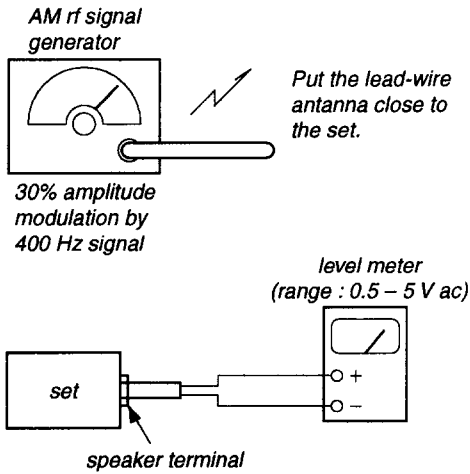 AM rf signal
generator
Put the lead-wire
antanna close to
the set.
30% amplitude
modulation by
400 Hz signal
level meter
(range : 0.5 – 5 V ac)
+
–
set
speaker terminal